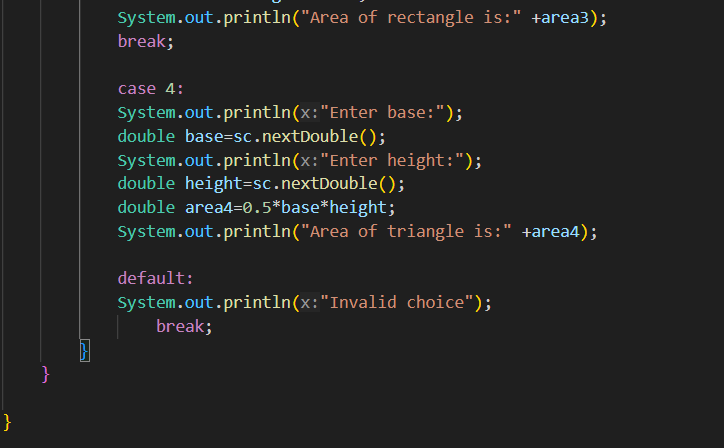 System.out.println("Area of rectangle is:" +area3);
break;
case 4:
System.out.println(x:"Enter base:");
double base=sc.nextDouble();
System.out.println(x:"Enter height:");
double height=sc.nextDouble();
double area4=0.5*base*height;
System.out.println("Area of triangle is:" +area4);
default:
System.out.println(x:"Invalid choice");
break;
}
}
}